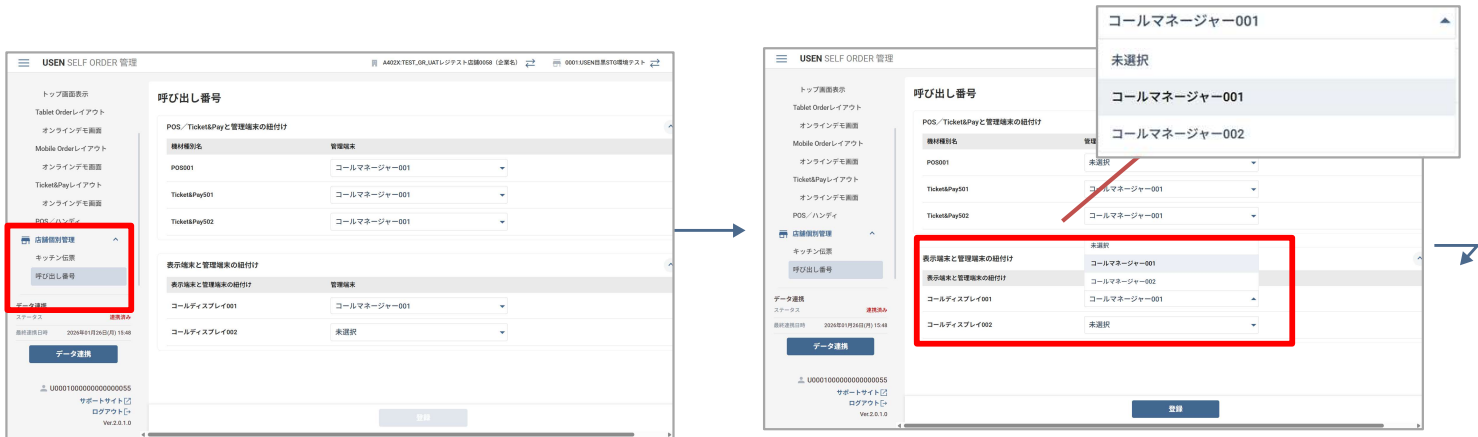 USEN SELF ORDER 管理
A402X:TEST_GR_UATレジテスト店舗0058（企業名）
0001:USEN目黒STG環境テスト
トップ画面表示
Tablet Orderレイアウト
オンラインデモ画面
Mobile Orderレイアウト
オンラインデモ画面
Ticket&Payレイアウト
オンラインデモ画面
POS／ハンディ
店舗個別管理
キッチン伝票
呼び出し番号
データ連携
ステータス 連携済み
最終連携日時 2026年01月26日(月) 15:48
データ連携
U00010000000000000055
サポートサイト
ログアウト
Ver.2.0.1.0
呼び出し番号
POS／Ticket&Payと管理端末の紐付け
機材種別名 管理端末
POS001 コールマネージャー001
Ticket&Pay501 コールマネージャー001
Ticket&Pay502 コールマネージャー001
表示端末と管理端末の紐付け
表示端末と管理端末の紐付け 管理端末
コールディスプレイ001 コールマネージャー001
コールディスプレイ002 未選択
登録
USEN SELF ORDER 管理
トップ画面表示
Tablet Orderレイアウト
オンラインデモ画面
Mobile Orderレイアウト
オンラインデモ画面
Ticket&Payレイアウト
オンラインデモ画面
POS／ハンディ
店舗個別管理
キッチン伝票
呼び出し番号
データ連携
ステータス 連携済み
最終連携日時 2026年01月26日(月) 15:48
データ連携
U00010000000000000055
サポートサイト
ログアウト
Ver.2.0.1.0
呼び出し番号
POS／Ticket&Payと管理端末の紐付け
機材種別名
POS001 未選択
Ticket&Pay501 コールマネージャー001
Ticket&Pay502 コールマネージャー001
未選択
表示端末と管理端末の紐付け コールマネージャー001
表示端末と管理端末の紐付け コールマネージャー002
コールディスプレイ001 コールマネージャー001
コールディスプレイ002 未選択
登録
コールマネージャー001
未選択
コールマネージャー001
コールマネージャー002